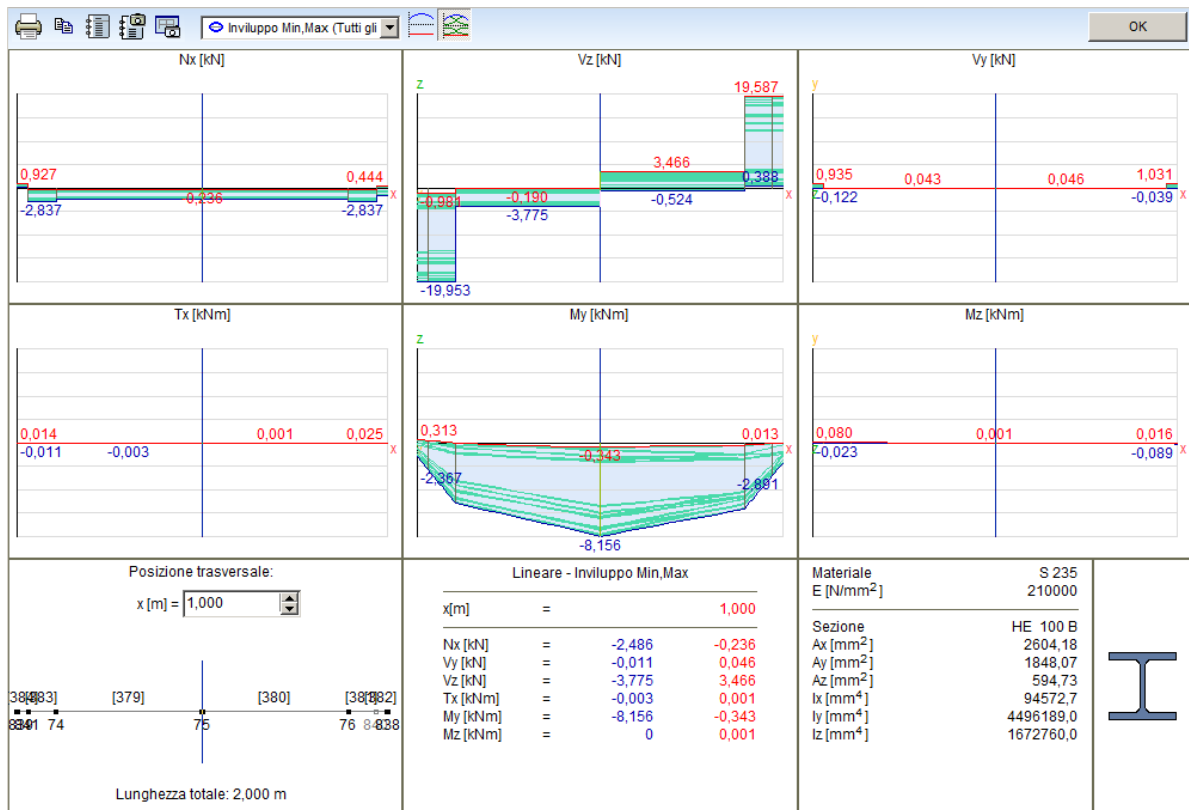 Inviluppo Min,Max (Tutti gli
OK
Nx [kN]
0,927
0,444
0,236
-2,837
-2,837
x
Vz [kN]
z
19,587
3,466
0,388
-0,981
-0,190
-3,775
-0,524
-19,953
x
Vy [kN]
y
0,935
0,043
0,046
1,031
z
-0,122
-0,039
x
Tx [kNm]
0,014
0,001
0,025
-0,011
-0,003
x
My [kNm]
z
0,313
0,013
-0,343
-2,367
-2,891
-8,156
x
Mz [kNm]
y
0,080
0,001
0,016
z
-0,023
-0,089
x
Posizione trasversale:
x [m] = 1,000
[379] [380]
74 75 76 838
Lunghezza totale: 2,000 m
Lineare - Inviluppo Min,Max
x[m] = 1,000
Nx [kN] = -2,486 -0,236
Vy [kN] = -0,011 0,046
Vz [kN] = -3,775 3,466
Tx [kNm] = -0,003 0,001
My [kNm] = -8,156 -0,343
Mz [kNm] = 0 0,001
Materiale S 235
E [N/mm²] 210000
Sezione HE 100 B
Ax [mm²] 2604,18
Ay [mm²] 1848,07
Az [mm²] 594,73
Ix [mm⁴] 94572,7
Iy [mm⁴] 4496189,0
Iz [mm⁴] 1672760,0